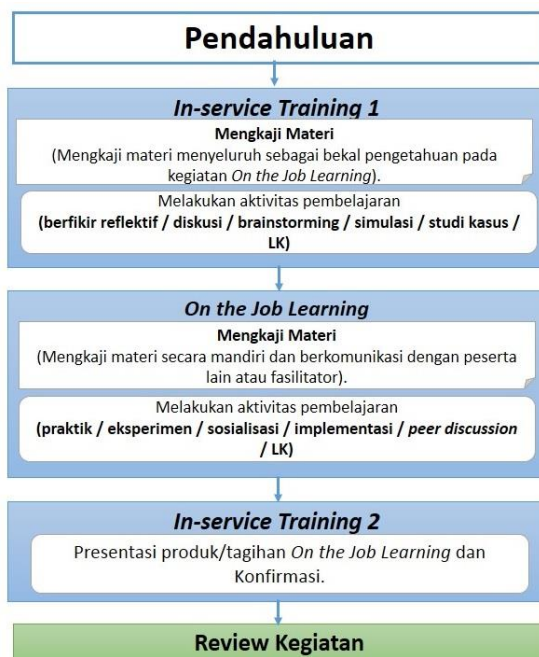 Pendahuluan
In-service Training 1
Mengkaji Materi
(Mengkaji materi menyeluruh sebagai bekal pengetahuan pada
kegiatan On the Job Learning).
Melakukan aktivitas pembelajaran
(berfikir reflektif / diskusi / brainstorming / simulasi / studi kasus /
LK)
On the Job Learning
Mengkaji Materi
(Mengkaji materi secara mandiri dan berkomunikasi dengan peserta
lain atau fasilitator).
Melakukan aktivitas pembelajaran
(praktik / eksperimen / sosialisasi / implementasi / peer discussion
/ LK)
In-service Training 2
Presentasi produk/tagihan On the Job Learning dan
Konfirmasi.
Review Kegiatan